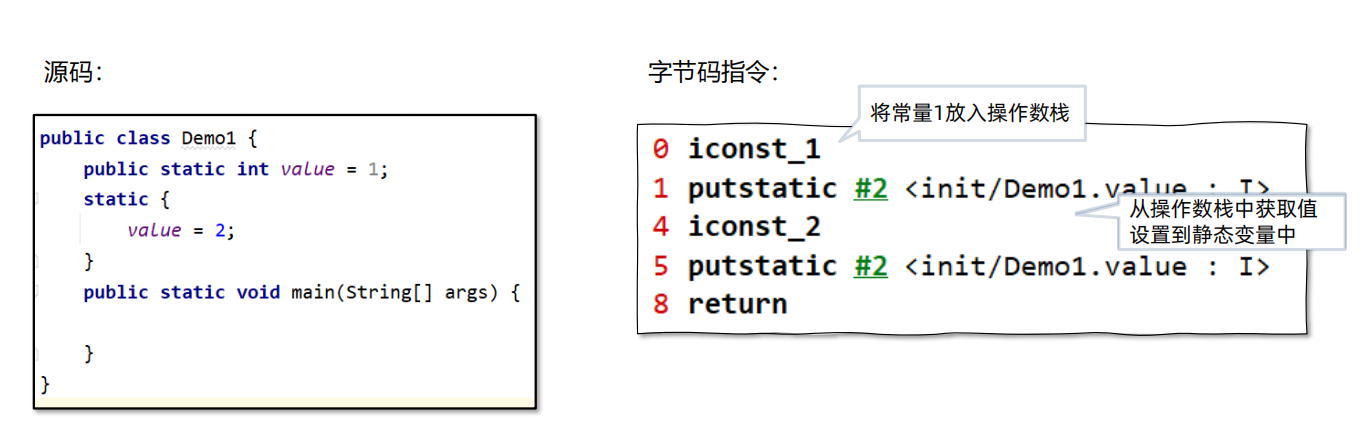 源码：
public class Demo1 {
public static int value = 1;
static {
value = 2;
}
public static void main(String[] args) {
}
}
字节码指令：
将常量1放入操作数栈
0 iconst_1
1 putstatic #2 <init/Demo1.value : I>
从操作数栈中获取值
设置到静态变量中
4 iconst_2
5 putstatic #2 <init/Demo1.value : I>
8 return